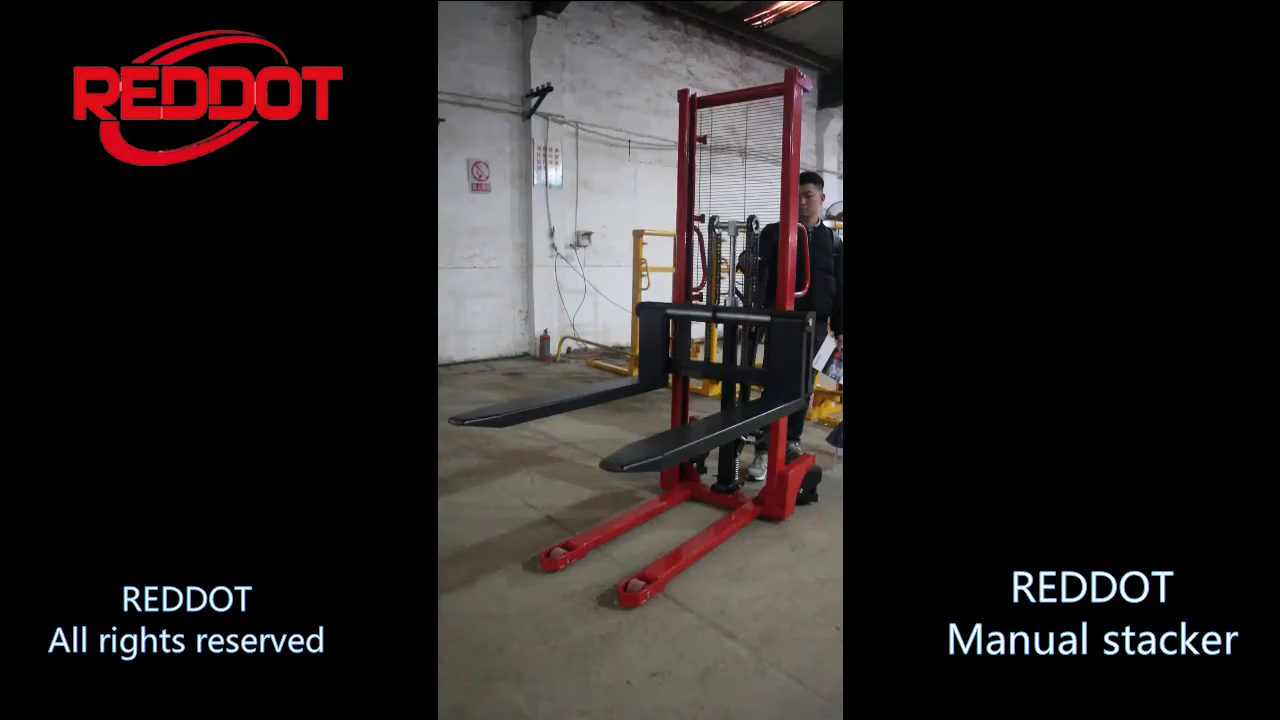 REDDOT
REDDOT
All rights reserved
REDDOT
Manual stacker